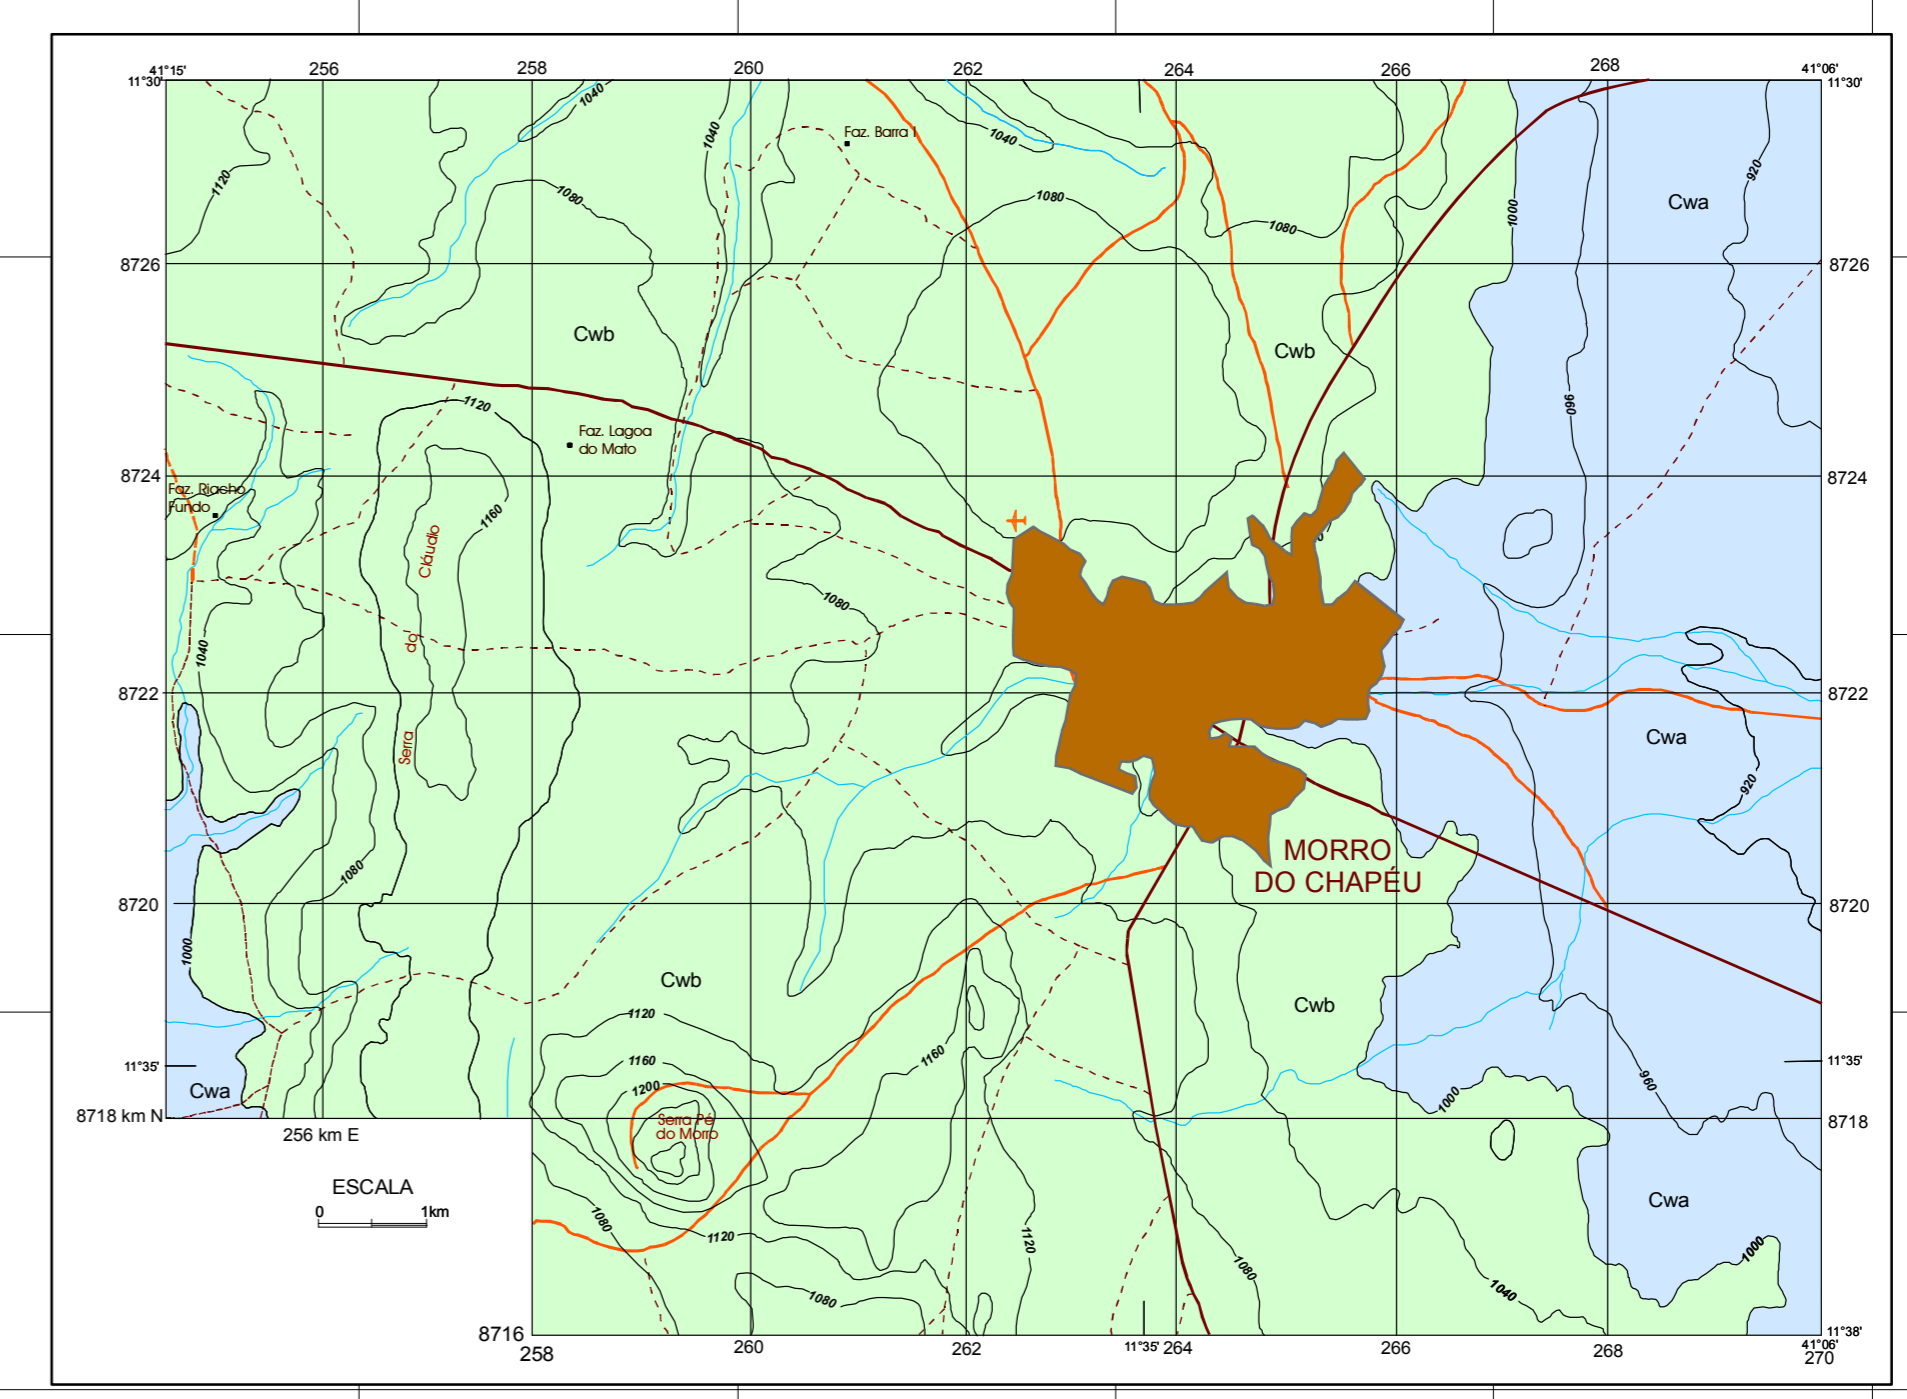 41°15'
256
258
260
262
264
266
268
41°06'
11°30'
11°30'
1040
1040
Faz. Barra I
1040
1120
1080
1080
1080
1000
920
Cwa
8726
8726
Cwb
Cwb
1120
960
Faz. Lagoa
do Mato
8724
8724
Faz. Riacho
Fundo
1160
Cláudio
do
Serra
1080
1040
8722
8722
Cwa
920
MORRO
DO CHAPÉU
1080
8720
8720
1000
Cwb
Cwb
1120
1160
1160
1200
11°35'
11°35'
Cwa
960
1000
8718 km N
8718
256 km E
Serra Pé
do Morro
ESCALA
0
1km
1080
1120
1120
1080
1080
1040
1000
Cwa
8716
258
260
262
11°35'
264
266
268
11°38'
41°06'
270